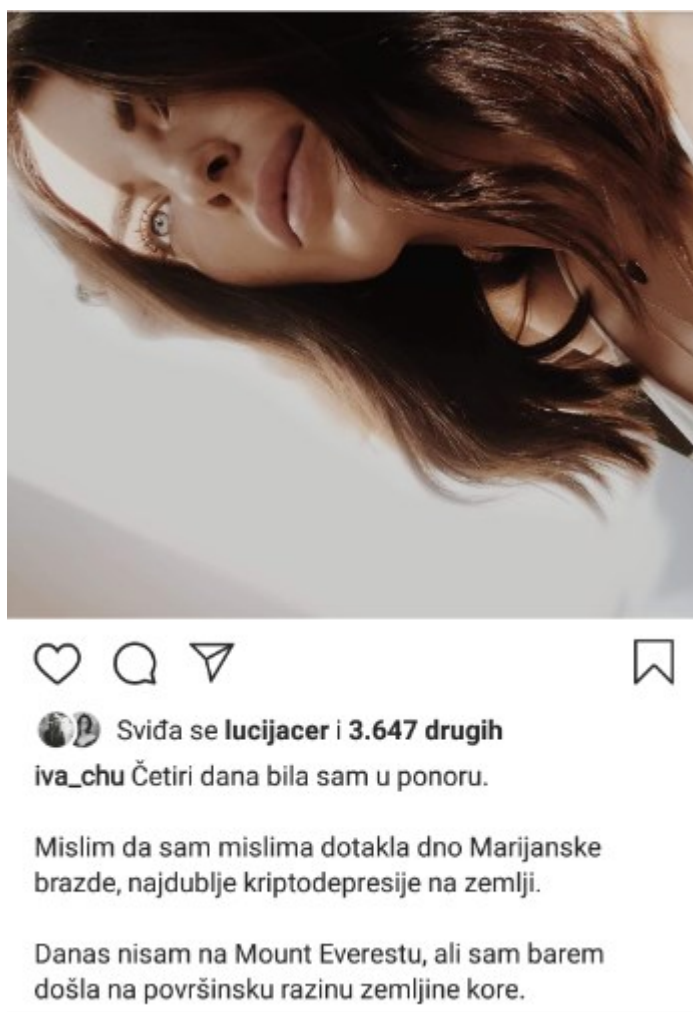 Sviđa se lucijacer i 3.647 drugih
iva_chu Četiri dana bila sam u ponoru.
Mislim da sam mislima dotakla dno Marijanske
brazde, najdublje kriptodepresije na zemlji.
Danas nisam na Mount Everestu, ali sam barem
došla na površinsku razinu zemljine kore.